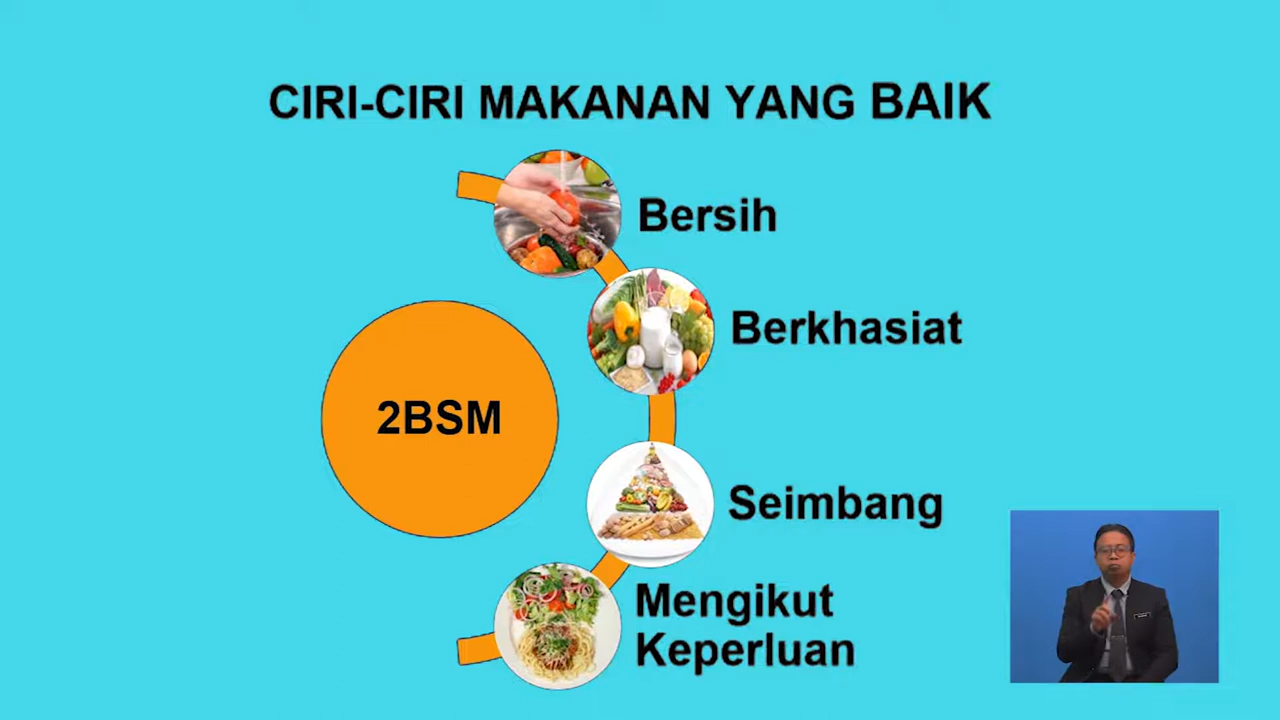 CIRI-CIRI MAKANAN YANG BAIK
Bersih
Berkhasiat
2BSM
Seimbang
Mengikut
Keperluan